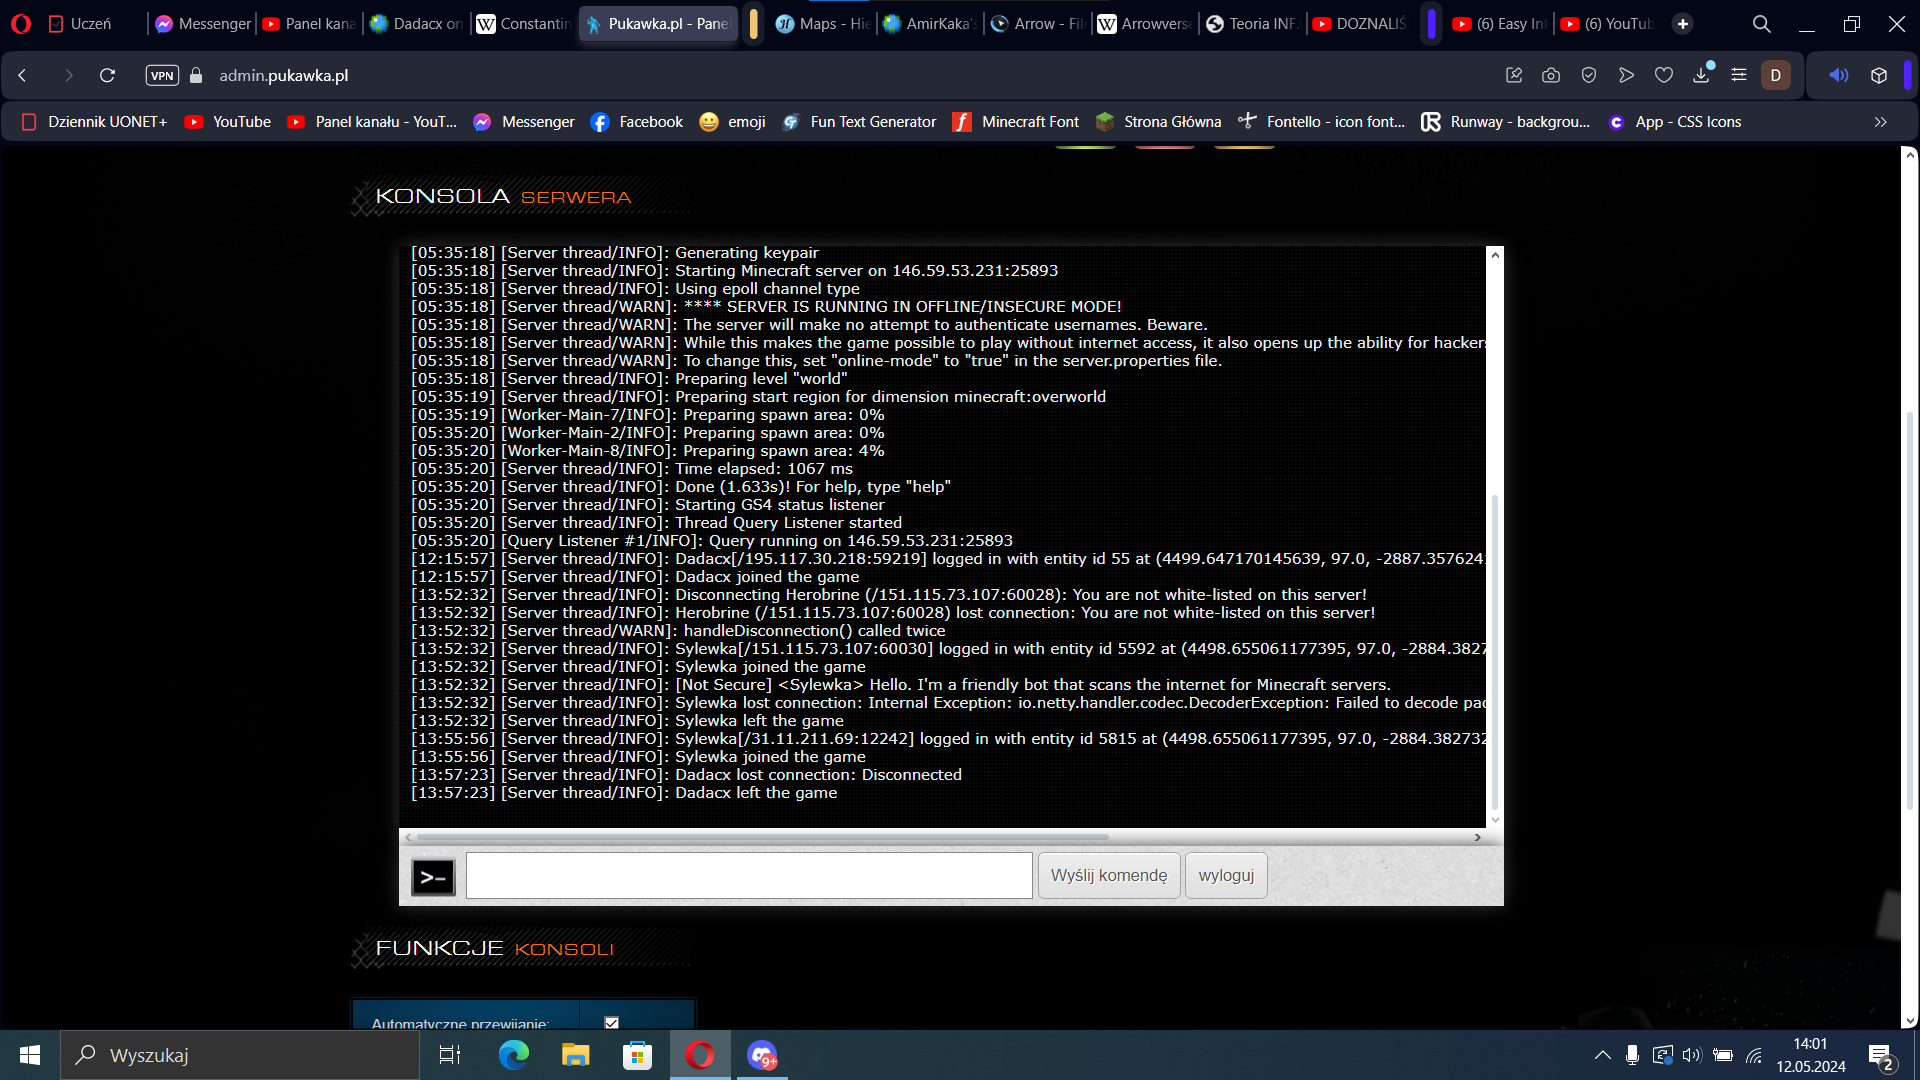 Uczeń
Messenger
Panel kana
Dadacx on
Constantin
Pukawka.pl - Pane
Maps - Hie
AmirKaka's
Arrow - Fil
Arrowverse
Teoria INF.
DOZNALIŚ
(6) Easy Inf
(6) YouTub
VPN
admin.pukawka.pl
D
Dziennik UONET+
YouTube
Panel kanału - YouT...
Messenger
Facebook
emoji
Fun Text Generator
Minecraft Font
Strona Główna
Fontello - icon font...
Runway - backgrou...
App - CSS Icons
KONSOLA SERWERA
[05:35:18] [Server thread/INFO]: Generating keypair
[05:35:18] [Server thread/INFO]: Starting Minecraft server on 146.59.53.231:25893
[05:35:18] [Server thread/INFO]: Using epoll channel type
[05:35:18] [Server thread/WARN]: **** SERVER IS RUNNING IN OFFLINE/INSECURE MODE!
[05:35:18] [Server thread/WARN]: The server will make no attempt to authenticate usernames. Beware.
[05:35:18] [Server thread/WARN]: While this makes the game possible to play without internet access, it also opens up the ability for hackers
[05:35:18] [Server thread/WARN]: To change this, set "online-mode" to "true" in the server.properties file.
[05:35:18] [Server thread/INFO]: Preparing level "world"
[05:35:19] [Server thread/INFO]: Preparing start region for dimension minecraft:overworld
[05:35:19] [Worker-Main-7/INFO]: Preparing spawn area: 0%
[05:35:20] [Worker-Main-2/INFO]: Preparing spawn area: 0%
[05:35:20] [Worker-Main-8/INFO]: Preparing spawn area: 4%
[05:35:20] [Server thread/INFO]: Time elapsed: 1067 ms
[05:35:20] [Server thread/INFO]: Done (1.633s)! For help, type "help"
[05:35:20] [Server thread/INFO]: Starting GS4 status listener
[05:35:20] [Server thread/INFO]: Thread Query Listener started
[05:35:20] [Query Listener #1/INFO]: Query running on 146.59.53.231:25893
[12:15:57] [Server thread/INFO]: Dadacx[/195.117.30.218:59219] logged in with entity id 55 at (4499.647170145639, 97.0, -2887.357624
[12:15:57] [Server thread/INFO]: Dadacx joined the game
[13:52:32] [Server thread/INFO]: Disconnecting Herobrine (/151.115.73.107:60028): You are not white-listed on this server!
[13:52:32] [Server thread/INFO]: Herobrine (/151.115.73.107:60028) lost connection: You are not white-listed on this server!
[13:52:32] [Server thread/WARN]: handleDisconnection() called twice
[13:52:32] [Server thread/INFO]: Sylewka[/151.115.73.107:60030] logged in with entity id 5592 at (4498.655061177395, 97.0, -2884.3827
[13:52:32] [Server thread/INFO]: Sylewka joined the game
[13:52:32] [Server thread/INFO]: [Not Secure] <Sylewka> Hello. I'm a friendly bot that scans the internet for Minecraft servers.
[13:52:32] [Server thread/INFO]: Sylewka lost connection: Internal Exception: io.netty.handler.codec.DecoderException: Failed to decode pac
[13:52:32] [Server thread/INFO]: Sylewka left the game
[13:55:56] [Server thread/INFO]: Sylewka[/31.11.211.69:12242] logged in with entity id 5815 at (4498.655061177395, 97.0, -2884.382732
[13:55:56] [Server thread/INFO]: Sylewka joined the game
[13:57:23] [Server thread/INFO]: Dadacx lost connection: Disconnected
[13:57:23] [Server thread/INFO]: Dadacx left the game
>_
Wyślij komendę
wyloguj
FUNKCJE KONSOLI
Automatyczne przewijanie:
Wyszukaj
9+
14:01
12.05.2024
2